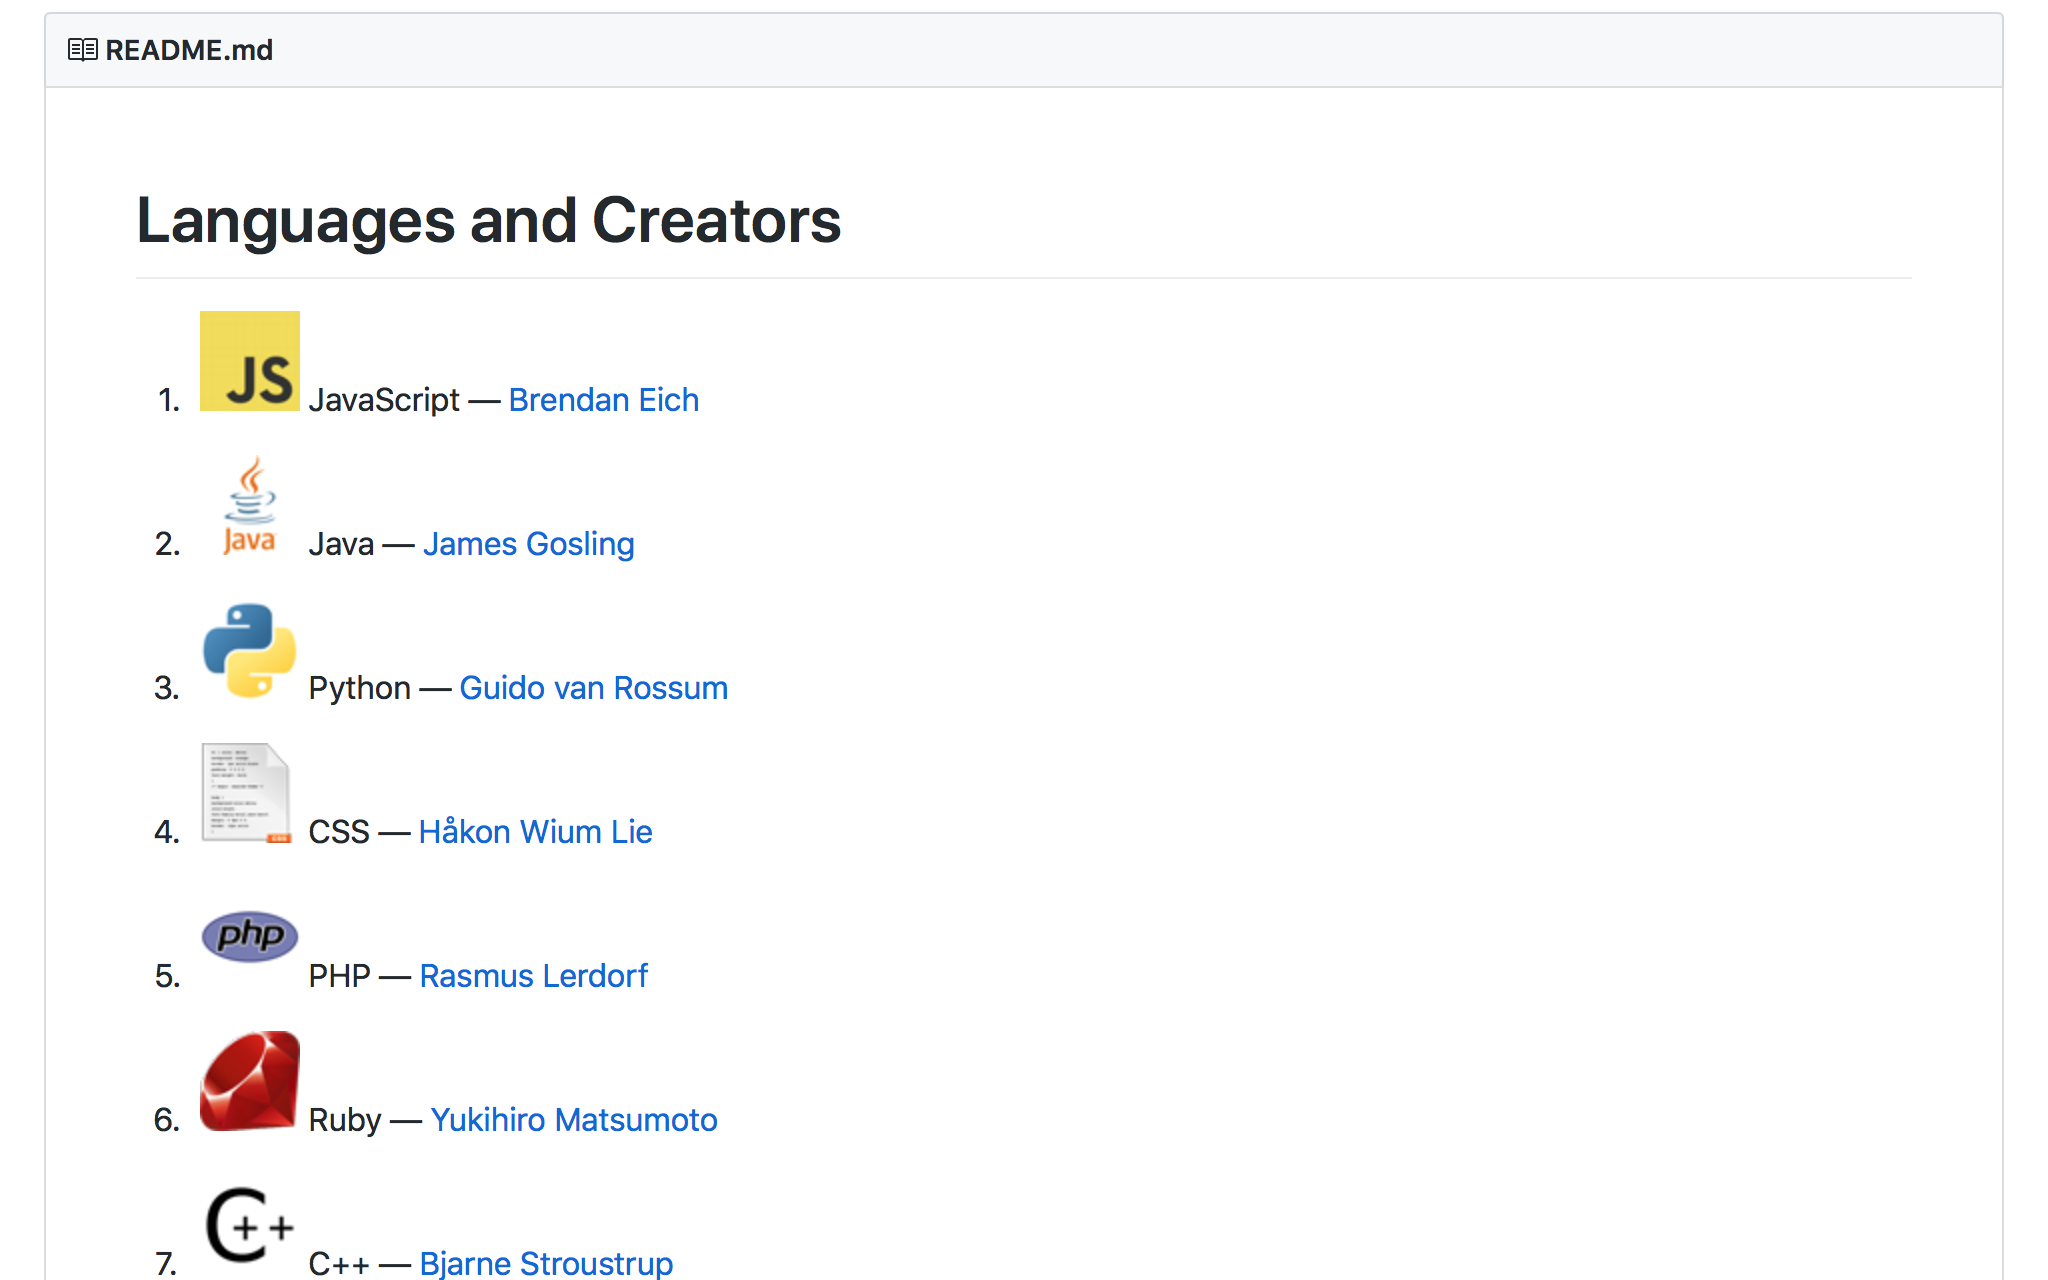 README.md
Languages and Creators
JS
1. JavaScript — Brendan Eich
Java
2. Java — James Gosling
3. Python — Guido van Rossum
4. CSS — Håkon Wium Lie
php
5. PHP — Rasmus Lerdorf
6. Ruby — Yukihiro Matsumoto
C++
7. C++ — Bjarne Stroustrup